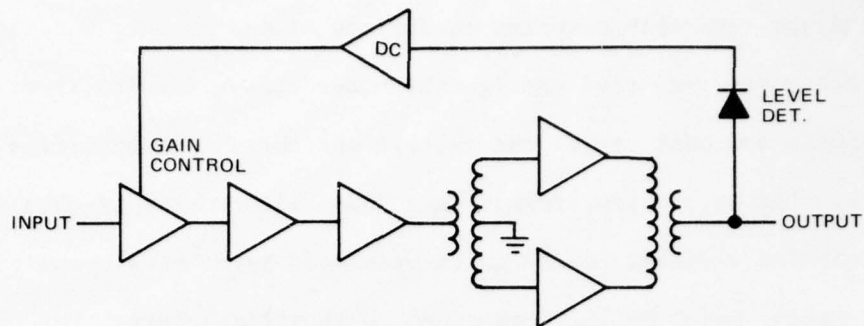 DC
LEVEL
DET.
GAIN
CONTROL
INPUT
OUTPUT